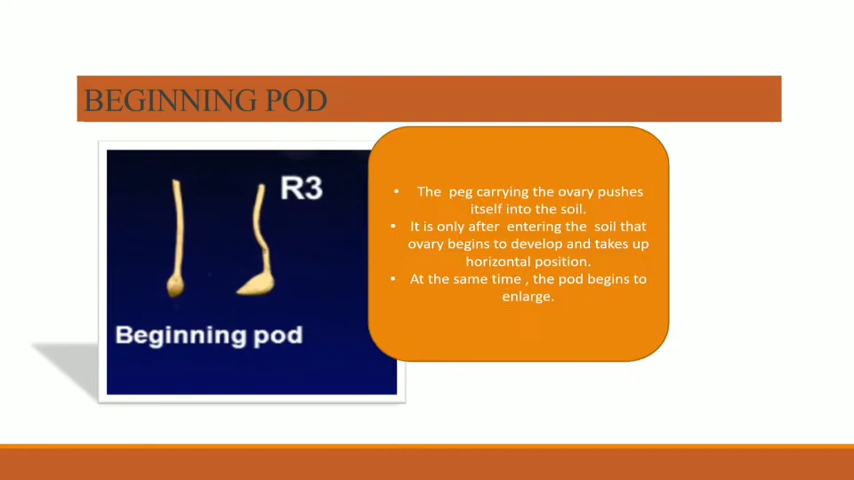 BEGINNING POD
R3
Beginning pod
• The peg carrying the ovary pushes
itself into the soil.
• It is only after entering the soil that
ovary begins to develop and takes up
horizontal position.
• At the same time , the pod begins to
enlarge.